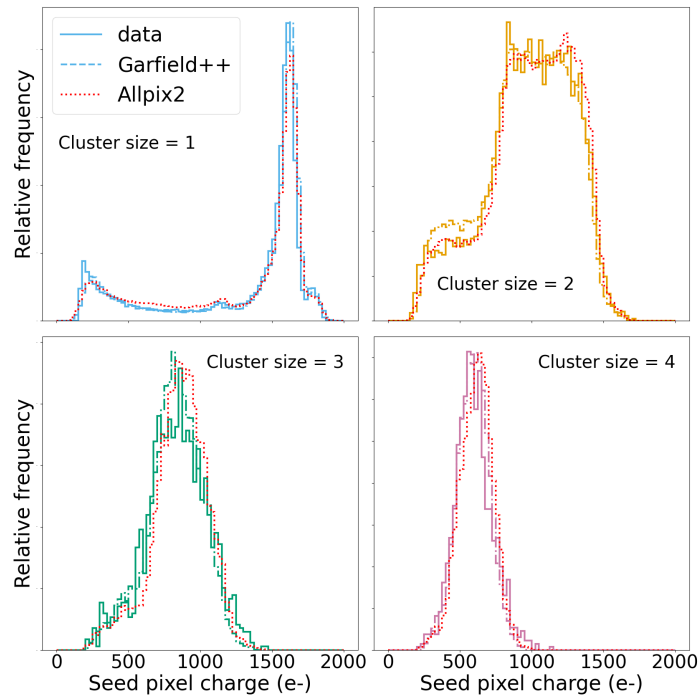 data
Garfield++
Allpix2
Cluster size = 1
Relative frequency
Cluster size = 2
Cluster size = 3
Relative frequency
Cluster size = 4
0 500 1000 1500 2000
0 500 1000 1500 2000
Seed pixel charge (e-)
Seed pixel charge (e-)